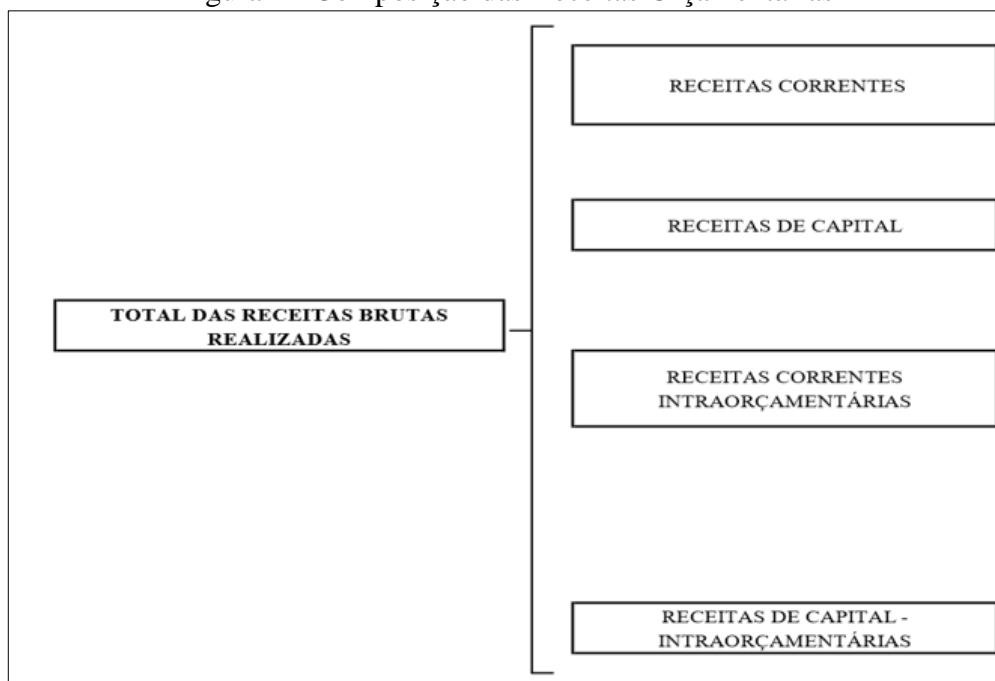 RECEITAS CORRENTES
RECEITAS DE CAPITAL
TOTAL DAS RECEITAS BRUTAS
REALIZADAS
RECEITAS CORRENTES
INTRAORÇAMENTÁRIAS
RECEITAS DE CAPITAL -
INTRAORÇAMENTÁRIAS